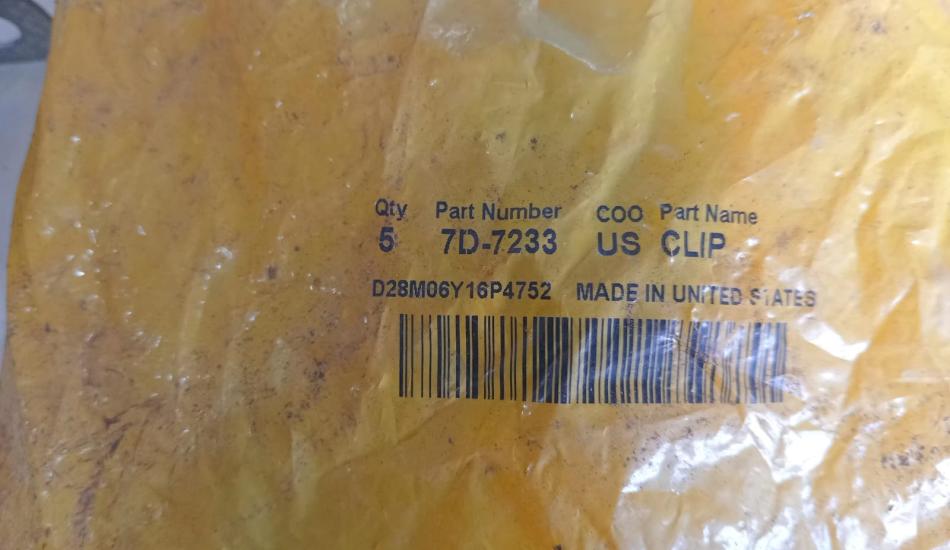 Qty Part Number COO Part Name
5 7D-7233 US CLIP
D28M06Y16P4752 MADE IN UNITED STATES